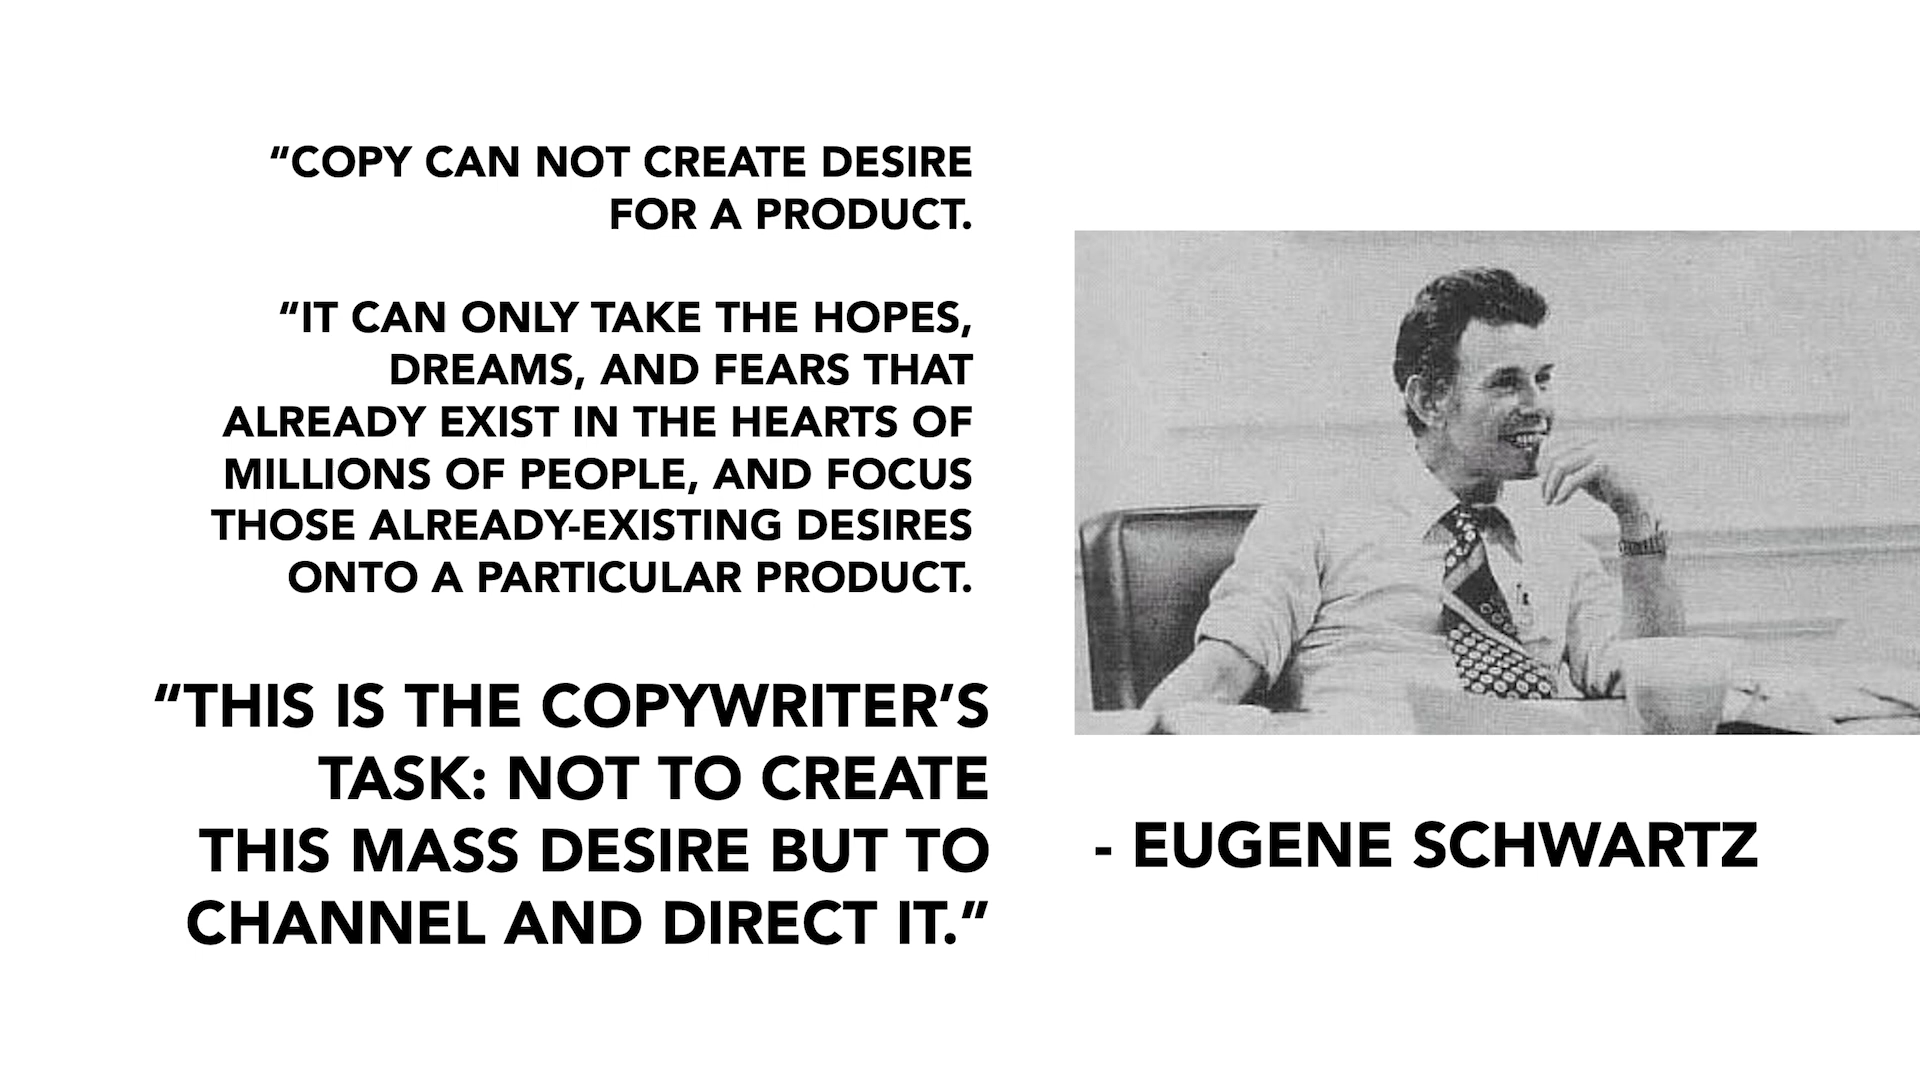 “COPY CAN NOT CREATE DESIRE
FOR A PRODUCT.
“IT CAN ONLY TAKE THE HOPES,
DREAMS, AND FEARS THAT
ALREADY EXIST IN THE HEARTS OF
MILLIONS OF PEOPLE, AND FOCUS
THOSE ALREADY-EXISTING DESIRES
ONTO A PARTICULAR PRODUCT.
“THIS IS THE COPYWRITER’S
TASK: NOT TO CREATE
THIS MASS DESIRE BUT TO
CHANNEL AND DIRECT IT.“
- EUGENE SCHWARTZ